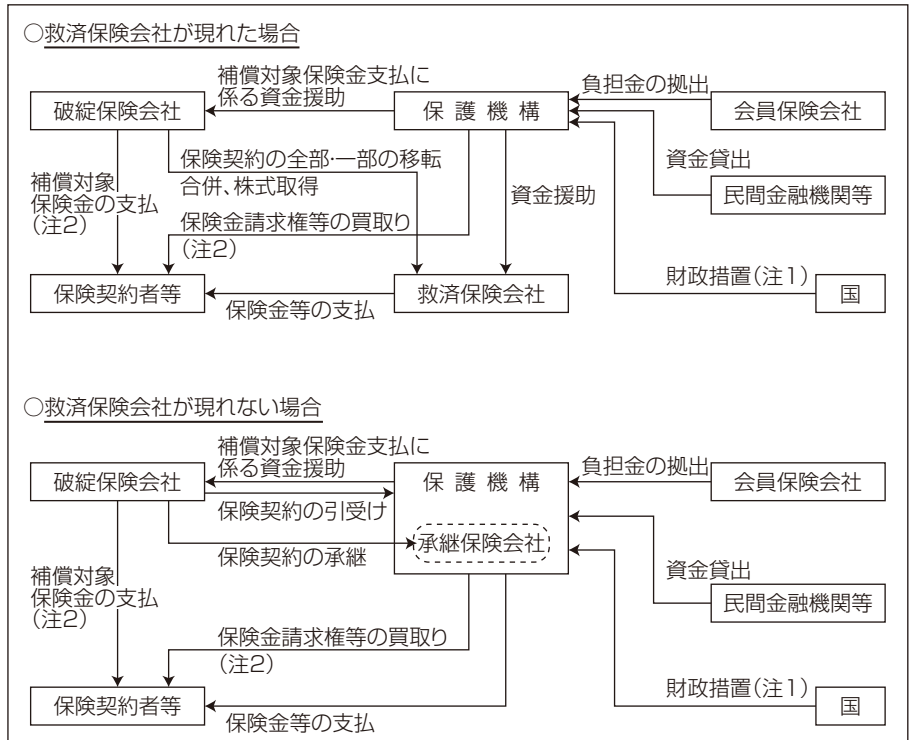 ○救済保険会社が現れた場合
補償対象保険金支払に
係る資金援助
負担金の拠出
破綻保険会社
保護機構
会員保険会社
保険契約の全部・一部の移転
合併、株式取得
資金貸出
補償対象
保険金の支払
(注2)
資金援助
民間金融機関等
保険金請求権等の買取り
(注2)
財政措置(注1)
保険契約者等
救済保険会社
国
保険金等の支払
○救済保険会社が現れない場合
補償対象保険金支払に
係る資金援助
負担金の拠出
破綻保険会社
保護機構
会員保険会社
保険契約の引受け
承継保険会社
保険契約の承継
資金貸出
補償対象
保険金の支払
(注2)
民間金融機関等
保険金請求権等の買取り
(注2)
財政措置(注1)
保険契約者等
国
保険金等の支払